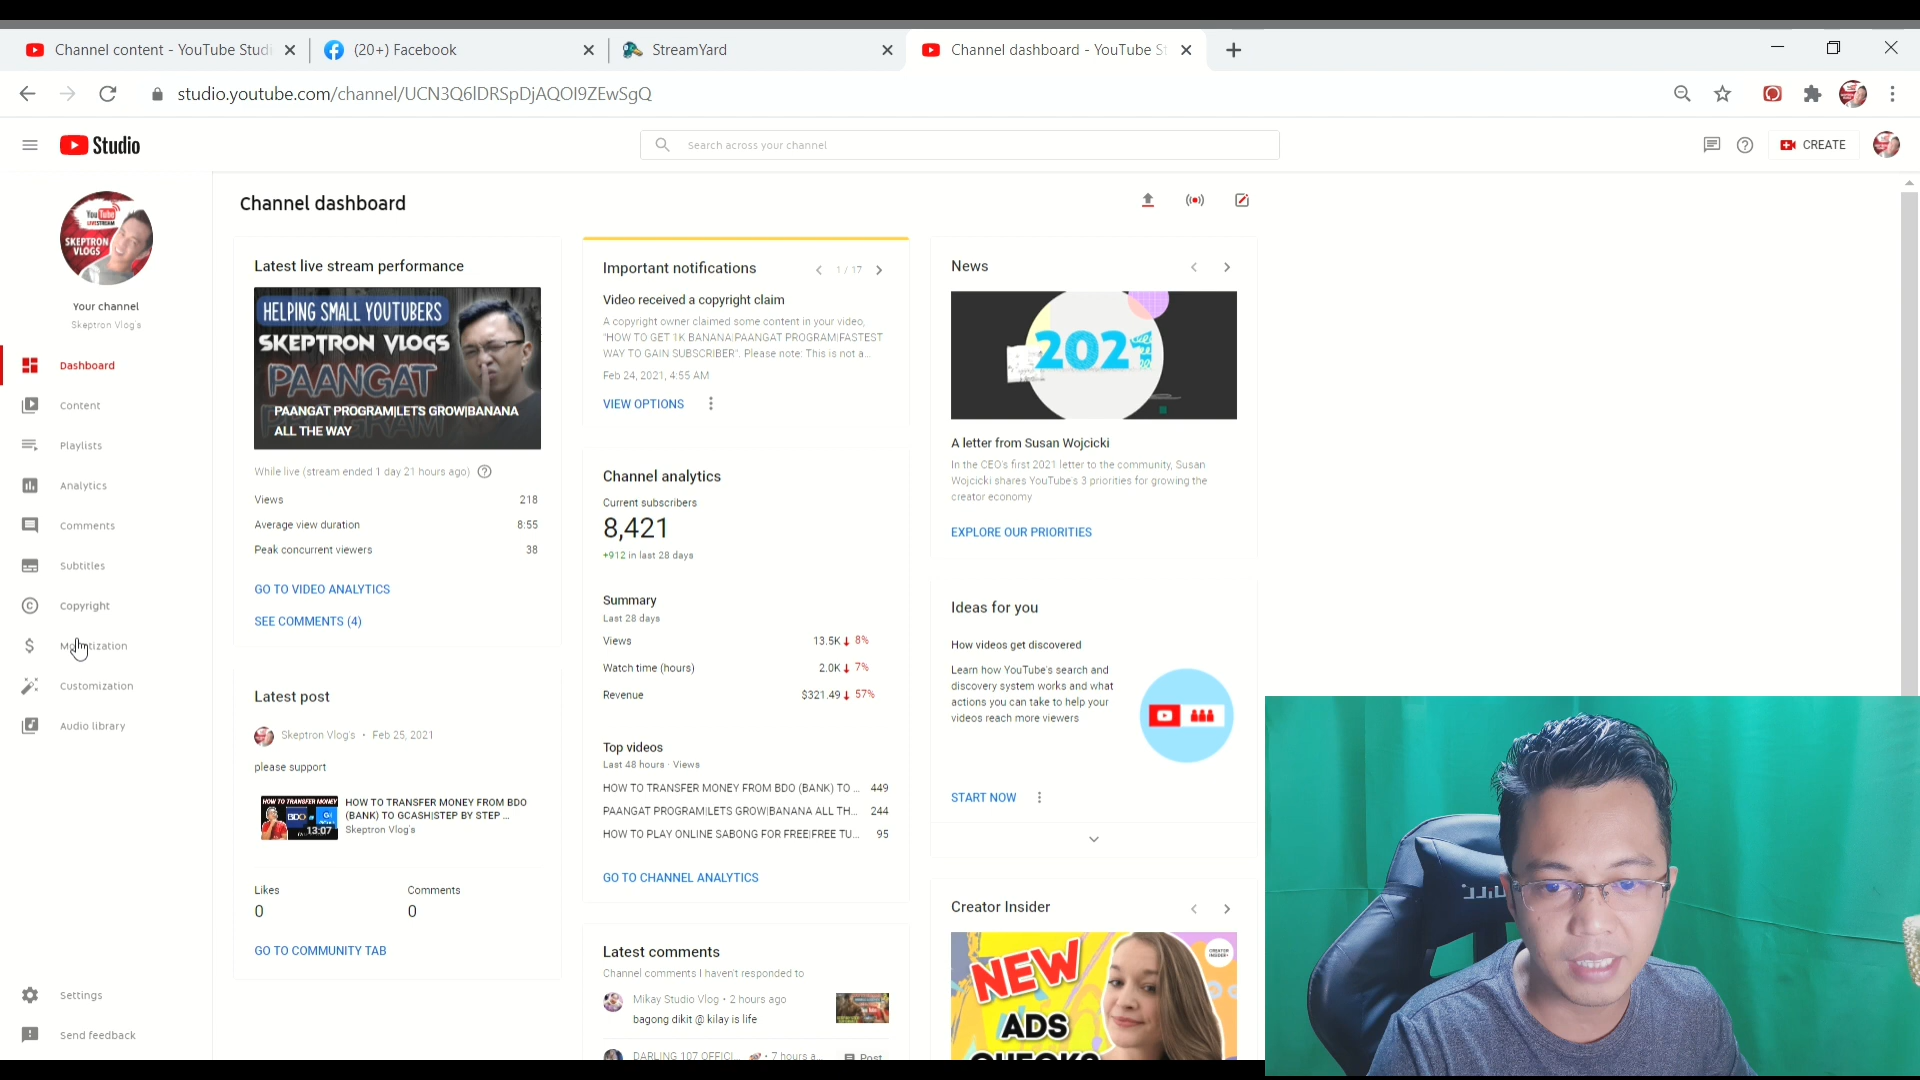 Channel content - YouTube Studi
(20+) Facebook
StreamYard
Channel dashboard - YouTube St
studio.youtube.com/channel/UCN3Q6lDRSpDjAQOI9ZEwSgQ
Studio
Search across your channel
CREATE
Your channel
Skeptron Vlog's
Dashboard
Content
Playlists
Analytics
Comments
Subtitles
Copyright
Customization
Audio library
Settings
Send feedback
Channel dashboard
Latest live stream performance
HELPING SMALL YOUTUBERS
SKEPTRON VLOGS
PAANGAT
PROGRAM
PAANGAT PROGRAM|LETS GROW|BANANA
ALL THE WAY
While live (stream ended 1 day 21 hours ago)
Views 218
Average view duration 8:55
Peak concurrent viewers 38
GO TO VIDEO ANALYTICS
SEE COMMENTS (4)
Latest post
Skeptron Vlog's • Feb 25, 2021
please support
HOW TO TRANSFER MONEY
BDO
13:07
HOW TO TRANSFER MONEY FROM BDO
(BANK) TO GCASH|STEP BY STEP ...
Skeptron Vlog's
Likes Comments
0 0
GO TO COMMUNITY TAB
Important notifications
1 / 17
Video received a copyright claim
A copyright owner claimed some content in your video,
"HOW TO GET 1K BANANA|PAANGAT PROGRAM|FASTEST
WAY TO GAIN SUBSCRIBER". Please note: This is not a...
Feb 24, 2021, 4:55 AM
VIEW OPTIONS
Channel analytics
Current subscribers
8,421
+912 in last 28 days
Summary
Last 28 days
Views 13.5K 8%
Watch time (hours) 2.0K 7%
Revenue $321.49 57%
Top videos
Last 48 hours · Views
HOW TO TRANSFER MONEY FROM BDO (BANK) TO ... 449
PAANGAT PROGRAM|LETS GROW|BANANA ALL TH... 244
HOW TO PLAY ONLINE SABONG FOR FREE|FREE TU... 95
GO TO CHANNEL ANALYTICS
Latest comments
Channel comments I haven't responded to
Mikay Studio Vlog • 2 hours ago
bagong dikit @ kilay is life
DARLING 107 OFFICI... • 7 hours a...
Post
News
2021
A letter from Susan Wojcicki
In the CEO's first 2021 letter to the community, Susan
Wojcicki shares YouTube's 3 priorities for growing the
creator economy
EXPLORE OUR PRIORITIES
Ideas for you
How videos get discovered
Learn how YouTube's search and
discovery system works and what
actions you can take to help your
videos reach more viewers
START NOW
Creator Insider
NEW
ADS
CHECKS